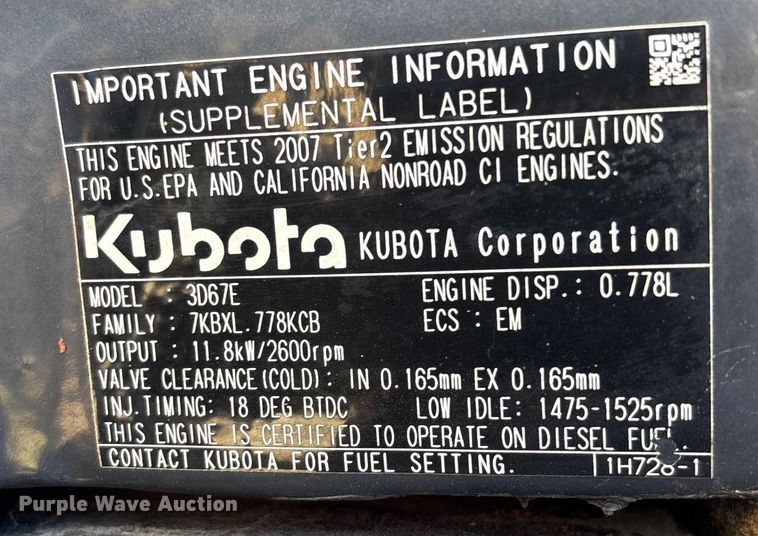 IMPORTANT ENGINE INFORMATION
(SUPPLEMENTAL LABEL)
THIS ENGINE MEETS 2007 Tier2 EMISSION REGULATIONS
FOR U.S.EPA AND CALIFORNIA NONROAD CI ENGINES.
Kubota KUBOTA Corporation
MODEL : 3D67E ENGINE DISP.: 0.778L
FAMILY : 7KBXL.778KCB ECS : EM
OUTPUT : 11.8kW/2600rpm
VALVE CLEARANCE(COLD): IN 0.165mm EX 0.165mm
INJ.TIMING: 18 DEG BTDC LOW IDLE: 1475-1525rpm
THIS ENGINE IS CERTIFIED TO OPERATE ON DIESEL
CONTACT KUBOTA FOR FUEL SETTING.
Purple Wave Auction